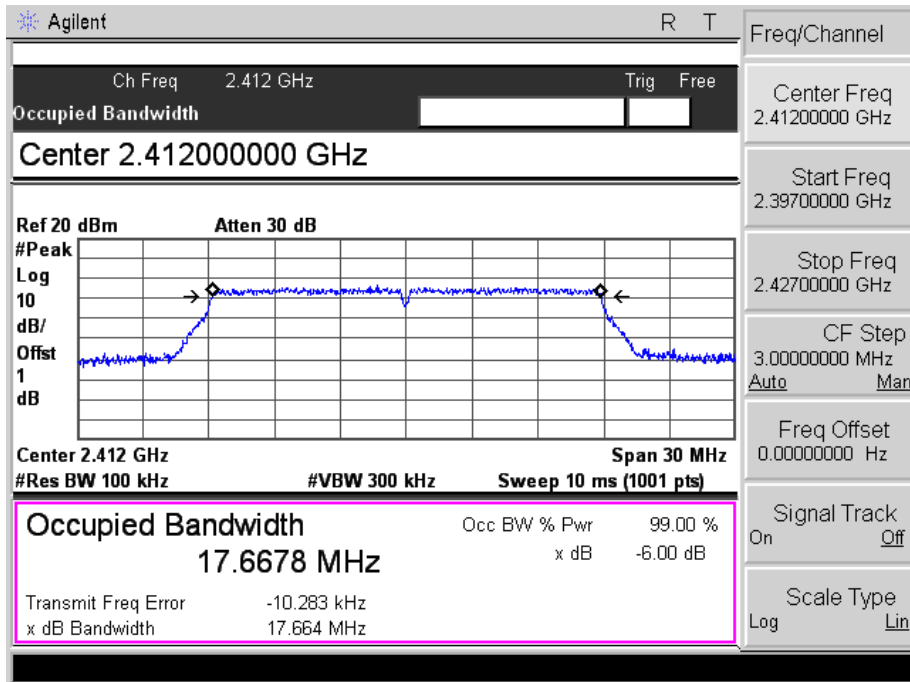 Agilent R T
Ch Freq 2.412 GHz Trig Free
Occupied Bandwidth
Center 2.412000000 GHz
Ref 20 dBm Atten 30 dB
#Peak
Log
10
dB/
Offst
1
dB
Center 2.412 GHz Span 30 MHz
#Res BW 100 kHz #VBW 300 kHz Sweep 10 ms (1001 pts)
Occupied Bandwidth Occ BW % Pwr 99.00 %
17.6678 MHz x dB -6.00 dB
Transmit Freq Error -10.283 kHz
x dB Bandwidth 17.664 MHz
Freq/Channel
Center Freq
2.41200000 GHz
Start Freq
2.39700000 GHz
Stop Freq
2.42700000 GHz
CF Step
3.00000000 MHz
Auto Man
Freq Offset
0.00000000 Hz
Signal Track
On Off
Scale Type
Log Lin